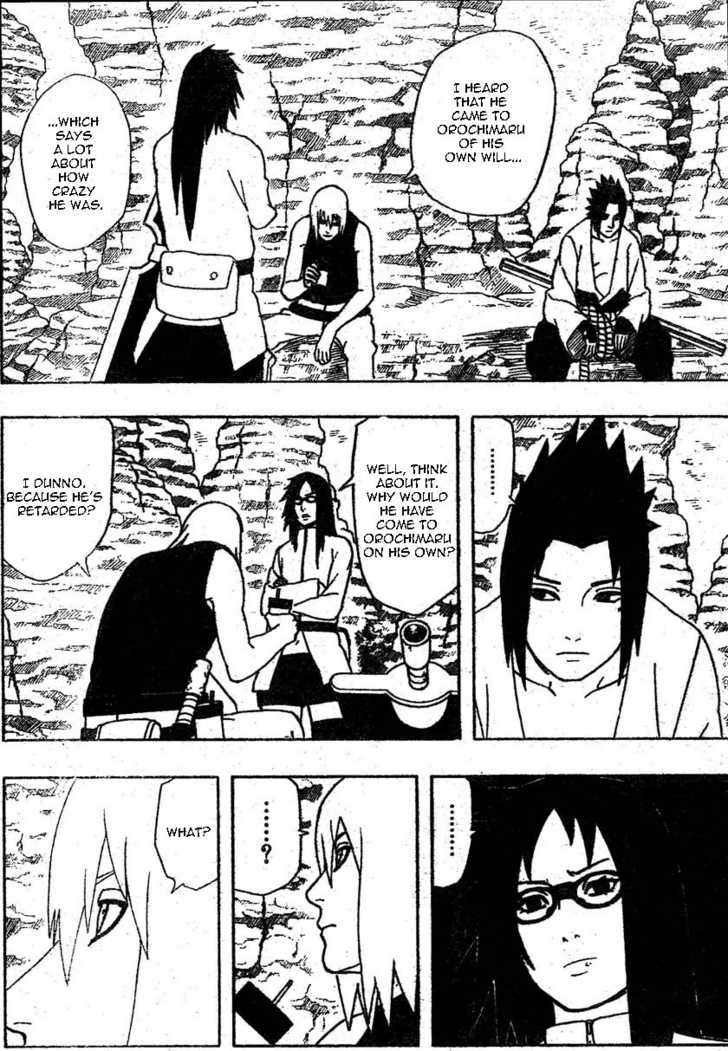 I HEARD
THAT HE
CAME TO
OROCHIMARU
OF HIS
OWN WILL...
...WHICH
SAYS
A LOT
ABOUT
HOW
CRAZY
HE WAS.
........
WELL, THINK
ABOUT IT.
WHY WOULD
HE HAVE
COME TO
OROCHIMARU
ON HIS OWN?
I DUNNO.
BECAUSE HE'S
RETARDED?
........
......?
WHAT?